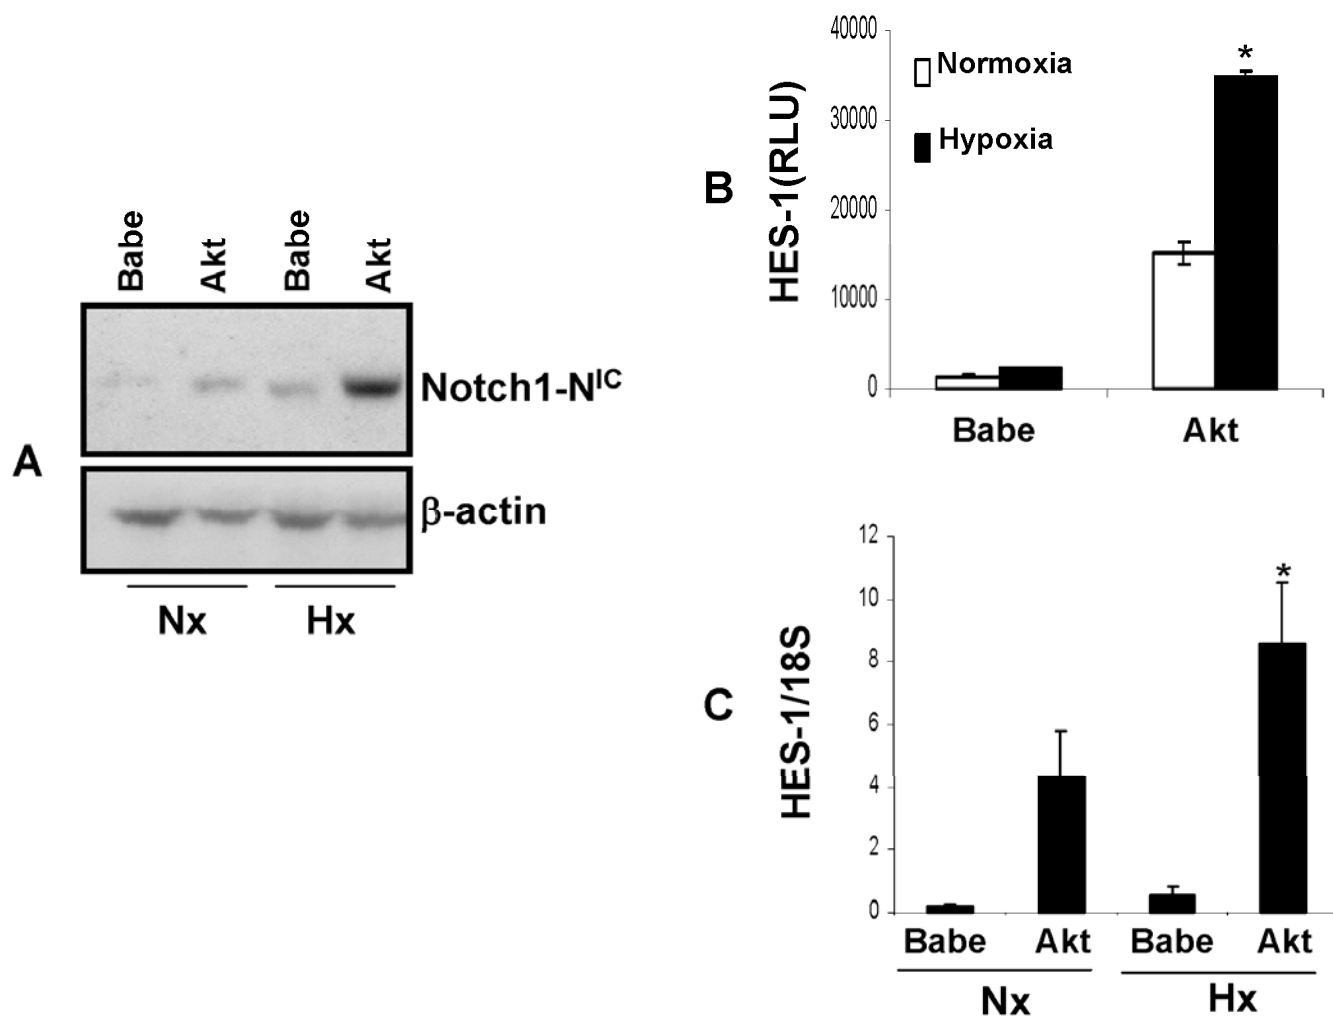 A
Babe Akt Babe Akt
Notch1-N^IC
β-actin
Nx Hx
B
HES-1(RLU)
40000
30000
20000
10000
0
Normoxia
Hypoxia
*
Babe Akt
C
HES-1/18S
12
10
8
6
4
2
0
*
Babe Akt Babe Akt
Nx Hx